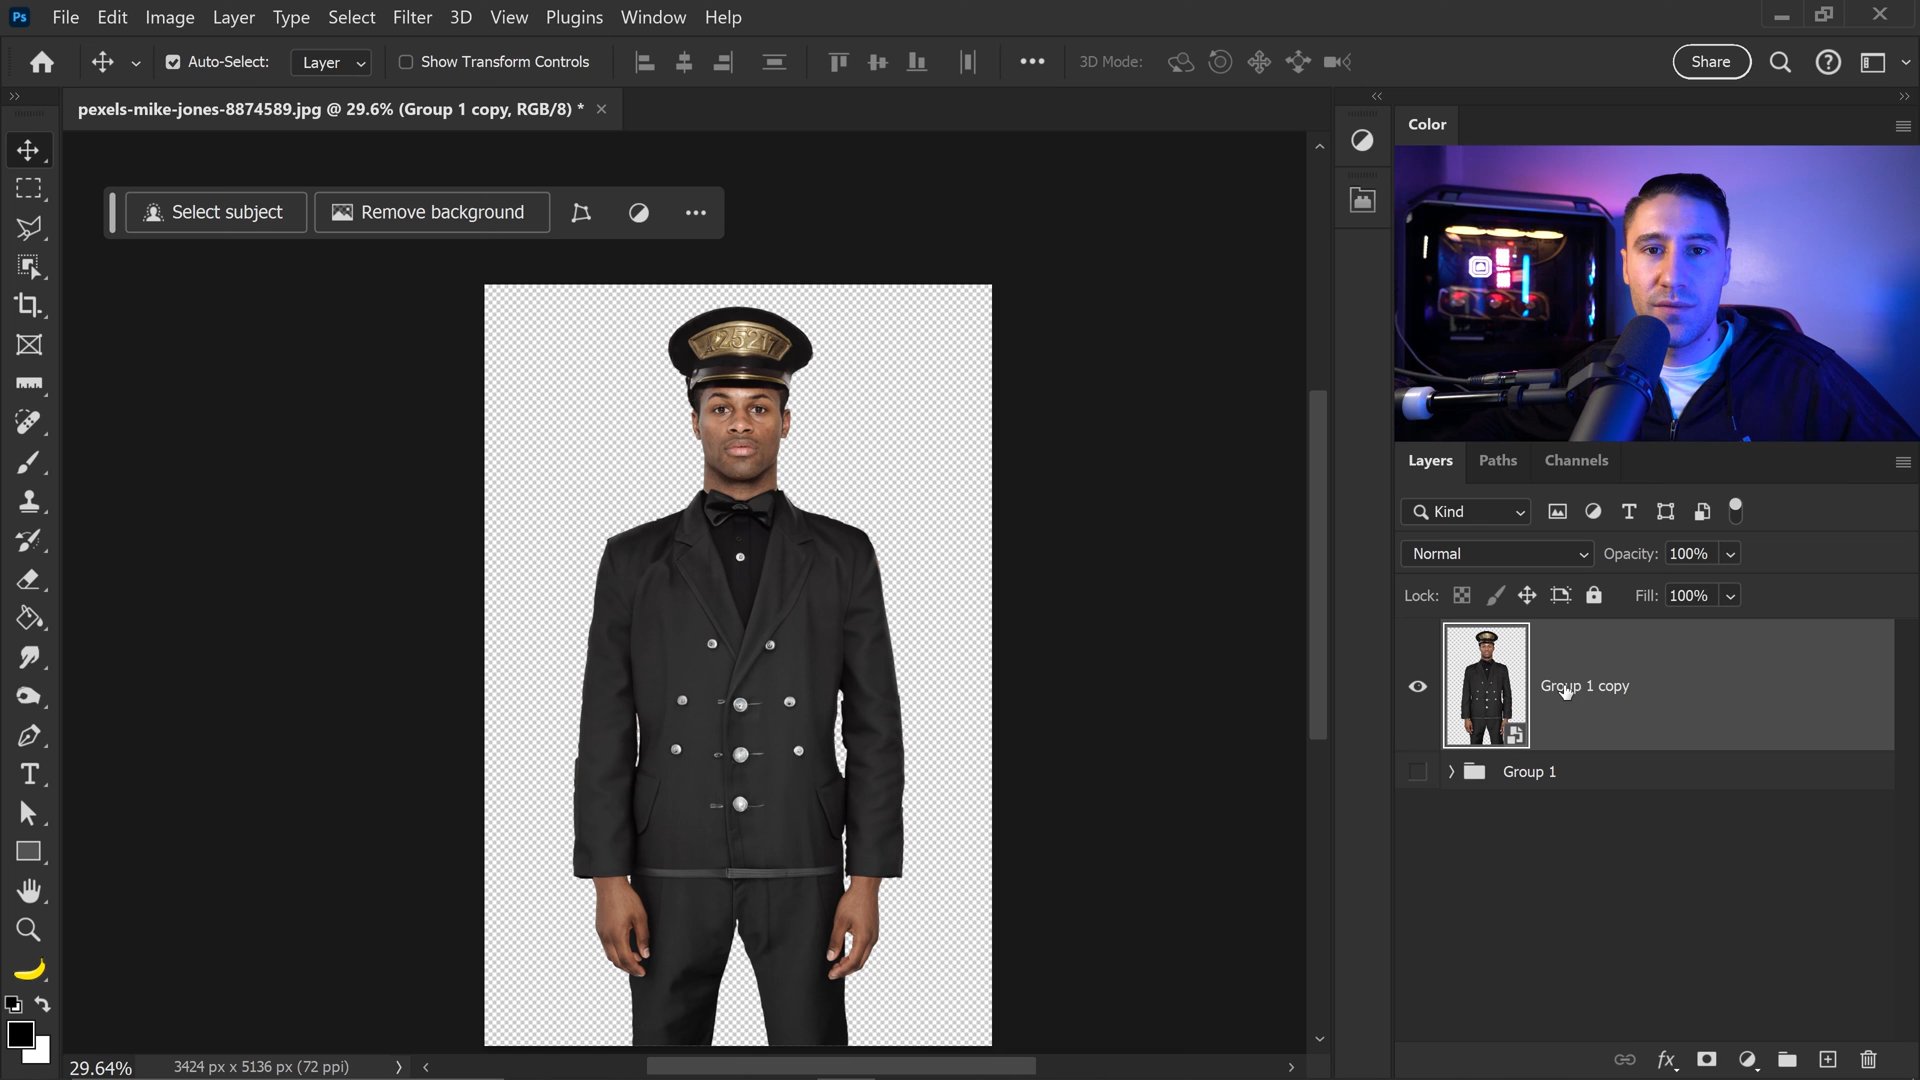 Ps File Edit Image Layer Type Select Filter 3D View Plugins Window Help
Auto-Select: Layer Show Transform Controls 3D Mode: Share
pexels-mike-jones-8874589.jpg @ 29.6% (Group 1 copy, RGB/8) *
Color
Select subject Remove background
A25217
Layers Paths Channels
Kind
Normal Opacity: 100%
Lock: Fill: 100%
Group 1 copy
Group 1
29.64% 3424 px x 5136 px (72 ppi)
fx